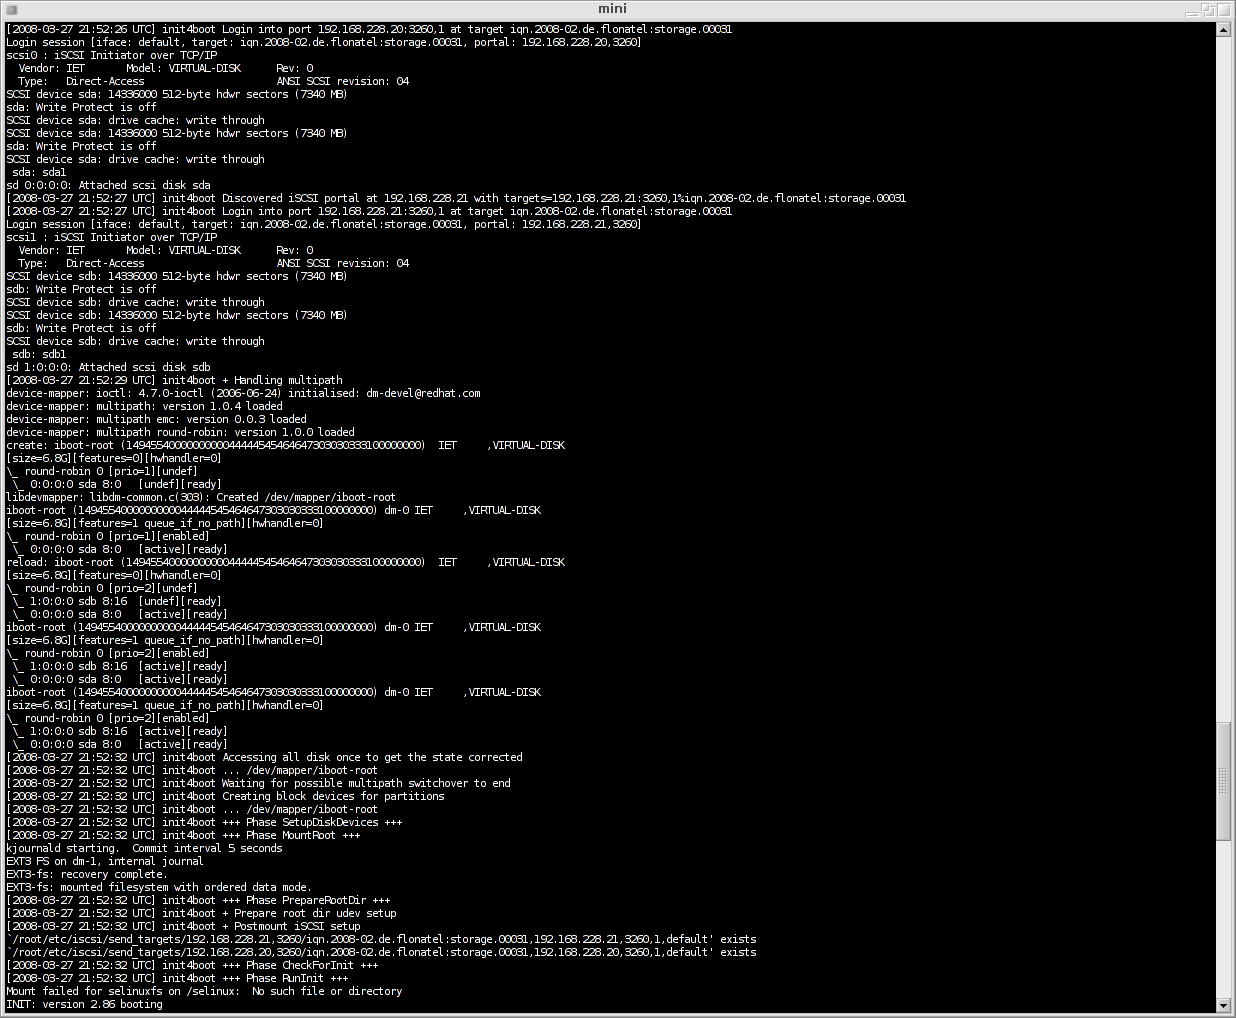 mini
[2008-03-27 21:52:26 UTC] init4boot Login into port 192.168.228.20:3260,1 at target iqn.2008-02.de.flonatel:storage.00031
Login session [iface: default, target: iqn.2008-02.de.flonatel:storage.00031, portal: 192.168.228.20,3260]
scsi0 : iSCSI Initiator over TCP/IP
  Vendor: IET       Model: VIRTUAL-DISK      Rev: 0
  Type:   Direct-Access                      ANSI SCSI revision: 04
SCSI device sda: 14336000 512-byte hdwr sectors (7340 MB)
sda: Write Protect is off
SCSI device sda: drive cache: write through
SCSI device sda: 14336000 512-byte hdwr sectors (7340 MB)
sda: Write Protect is off
SCSI device sda: drive cache: write through
 sda: sda1
sd 0:0:0:0: Attached scsi disk sda
[2008-03-27 21:52:27 UTC] init4boot Discovered iSCSI portal at 192.168.228.21 with targets=192.168.228.21:3260,1%iqn.2008-02.de.flonatel:storage.00031
[2008-03-27 21:52:27 UTC] init4boot Login into port 192.168.228.21:3260,1 at target iqn.2008-02.de.flonatel:storage.00031
Login session [iface: default, target: iqn.2008-02.de.flonatel:storage.00031, portal: 192.168.228.21,3260]
scsi1 : iSCSI Initiator over TCP/IP
  Vendor: IET       Model: VIRTUAL-DISK      Rev: 0
  Type:   Direct-Access                      ANSI SCSI revision: 04
SCSI device sdb: 14336000 512-byte hdwr sectors (7340 MB)
sdb: Write Protect is off
SCSI device sdb: drive cache: write through
SCSI device sdb: 14336000 512-byte hdwr sectors (7340 MB)
sdb: Write Protect is off
SCSI device sdb: drive cache: write through
 sdb: sdb1
sd 1:0:0:0: Attached scsi disk sdb
[2008-03-27 21:52:29 UTC] init4boot + Handling multipath
device-mapper: ioctl: 4.7.0-ioctl (2006-06-24) initialised: dm-devel@redhat.com
device-mapper: multipath: version 1.0.4 loaded
device-mapper: multipath emc: version 0.0.3 loaded
device-mapper: multipath round-robin: version 1.0.0 loaded
create: iboot-root (1494554000000000044444545464647303030333100000000)  IET     ,VIRTUAL-DISK
[size=6.8G][features=0][hwhandler=0]
\_ round-robin 0 [prio=1][undef]
 \_ 0:0:0:0 sda 8:0   [undef][ready]
libdevmapper: libdm-common.c(303): Created /dev/mapper/iboot-root
iboot-root (1494554000000000044444545464647303030333100000000) dm-0 IET     ,VIRTUAL-DISK
[size=6.8G][features=1 queue_if_no_path][hwhandler=0]
\_ round-robin 0 [prio=1][enabled]
 \_ 0:0:0:0 sda 8:0   [active][ready]
reload: iboot-root (1494554000000000044444545464647303030333100000000)  IET     ,VIRTUAL-DISK
[size=6.8G][features=0][hwhandler=0]
\_ round-robin 0 [prio=2][undef]
 \_ 1:0:0:0 sdb 8:16  [undef][ready]
 \_ 0:0:0:0 sda 8:0   [active][ready]
iboot-root (1494554000000000044444545464647303030333100000000) dm-0 IET     ,VIRTUAL-DISK
[size=6.8G][features=1 queue_if_no_path][hwhandler=0]
\_ round-robin 0 [prio=2][enabled]
 \_ 1:0:0:0 sdb 8:16  [active][ready]
 \_ 0:0:0:0 sda 8:0   [active][ready]
iboot-root (1494554000000000044444545464647303030333100000000) dm-0 IET     ,VIRTUAL-DISK
[size=6.8G][features=1 queue_if_no_path][hwhandler=0]
\_ round-robin 0 [prio=2][enabled]
 \_ 1:0:0:0 sdb 8:16  [active][ready]
 \_ 0:0:0:0 sda 8:0   [active][ready]
[2008-03-27 21:52:32 UTC] init4boot Accessing all disk once to get the state corrected
[2008-03-27 21:52:32 UTC] init4boot ... /dev/mapper/iboot-root
[2008-03-27 21:52:32 UTC] init4boot Waiting for possible multipath switchover to end
[2008-03-27 21:52:32 UTC] init4boot Creating block devices for partitions
[2008-03-27 21:52:32 UTC] init4boot ... /dev/mapper/iboot-root
[2008-03-27 21:52:32 UTC] init4boot +++ Phase SetupDiskDevices +++
[2008-03-27 21:52:32 UTC] init4boot +++ Phase MountRoot +++
kjournald starting.  Commit interval 5 seconds
EXT3 FS on dm-1, internal journal
EXT3-fs: recovery complete.
EXT3-fs: mounted filesystem with ordered data mode.
[2008-03-27 21:52:32 UTC] init4boot +++ Phase PrepareRootDir +++
[2008-03-27 21:52:32 UTC] init4boot + Prepare root dir udev setup
[2008-03-27 21:52:32 UTC] init4boot + Postmount iSCSI setup
`/root/etc/iscsi/send_targets/192.168.228.21,3260/iqn.2008-02.de.flonatel:storage.00031,192.168.228.21,3260,1,default' exists
`/root/etc/iscsi/send_targets/192.168.228.20,3260/iqn.2008-02.de.flonatel:storage.00031,192.168.228.20,3260,1,default' exists
[2008-03-27 21:52:32 UTC] init4boot +++ Phase CheckForInit +++
[2008-03-27 21:52:32 UTC] init4boot +++ Phase RunInit +++
Mount failed for selinuxfs on /selinux:  No such file or directory
INIT: version 2.86 booting